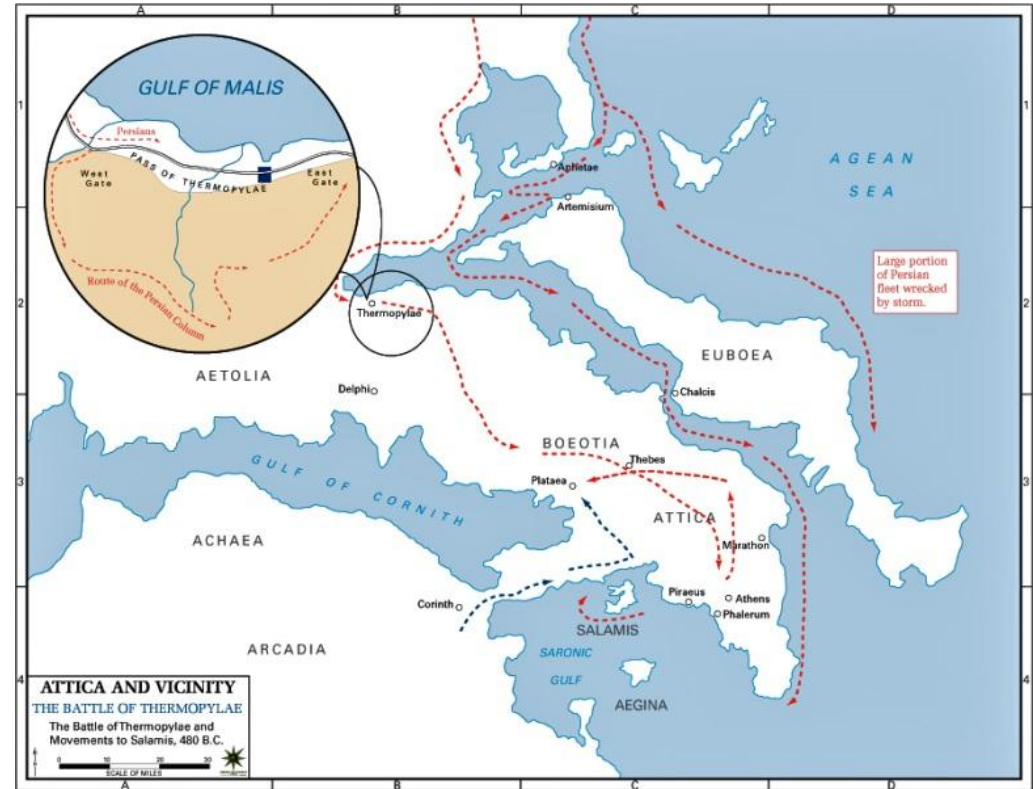 A
B
C
D
1
2
3
4
1
2
3
4
A
B
C
D
GULF OF MALIS
Persians
PASS OF THERMOPYLAE
West
Gate
East
Gate
Route of the Persian Column
Aphetae
Artemisium
AGEAN
SEA
Large portion
of Persian
fleet wrecked
by storm.
Thermopylae
EUBOEA
AETOLIA
Delphi
Chalcis
BOEOTIA
Thebes
GULF OF CORNITH
Plataea
ATTICA
ACHAEA
Marathon
Corinth
Piraeus
Athens
Phalerum
SALAMIS
ARCADIA
SARONIC
GULF
AEGINA
ATTICA AND VICINITY
THE BATTLE OF THERMOPYLAE
The Battle of Thermopylae and
Movements to Salamis, 480 B.C.
0 10 20 30
SCALE OF MILES